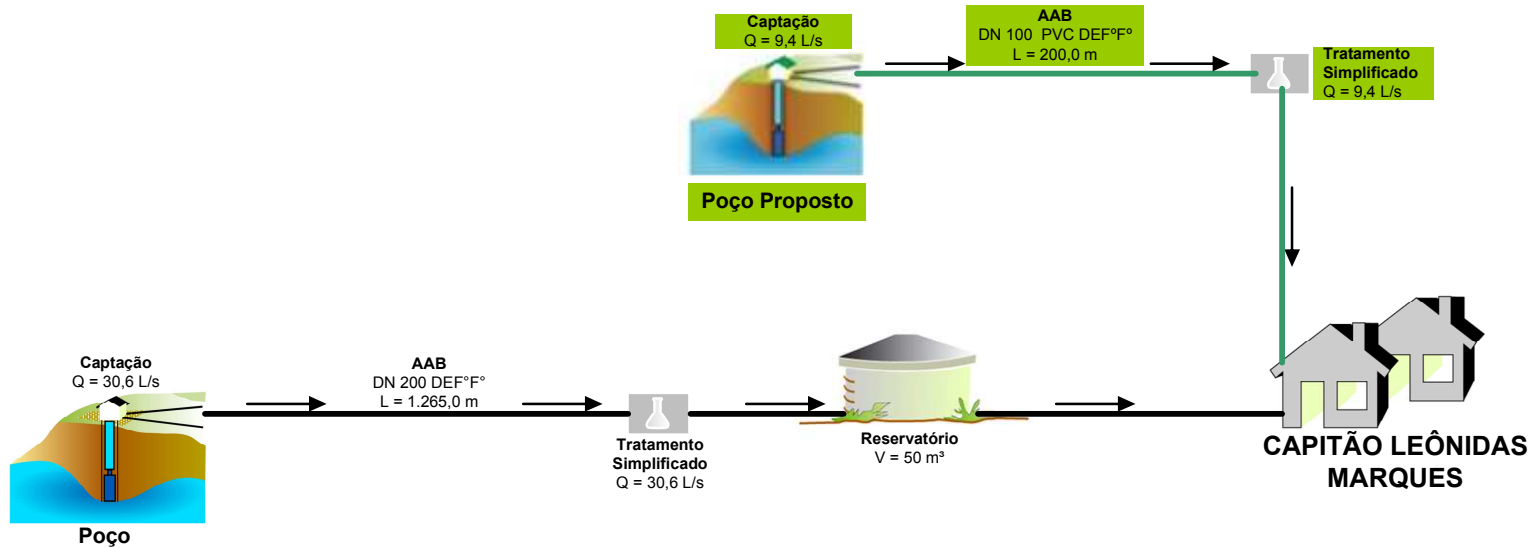 Captação
Q = 9,4 L/s
AAB
DN 100 PVC DEFºFº
L = 200,0 m
Tratamento
Simplificado
Q = 9,4 L/s
Poço Proposto
Captação
Q = 30,6 L/s
AAB
DN 200 DEF°F°
L = 1.265,0 m
Tratamento
Simplificado
Q = 30,6 L/s
Reservatório
V = 50 m³
CAPITÃO LEÔNIDAS
MARQUES
Poço